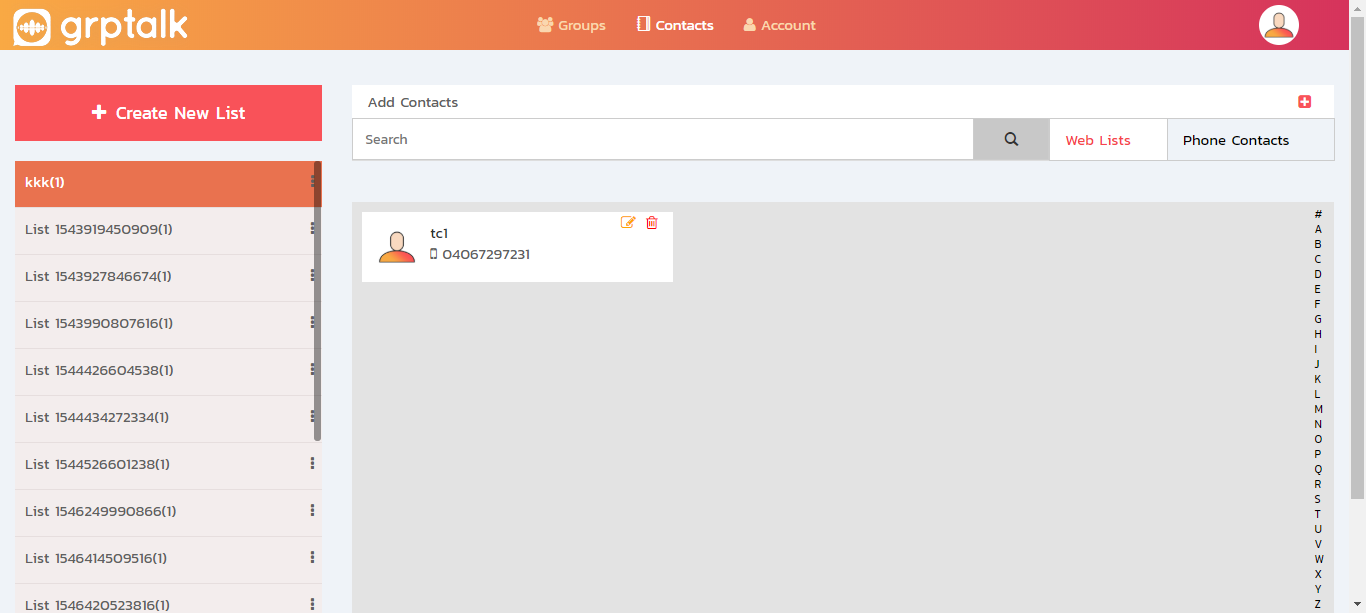 grptalk
Groups
Contacts
Account
Create New List
kkk(1)
List 1543919450909(1)
List 1543927846674(1)
List 1543990807616(1)
List 1544426604538(1)
List 1544434272334(1)
List 1544526601238(1)
List 1546249990866(1)
List 1546414509516(1)
List 1546420523816(1)
Add Contacts
Search
Web Lists
Phone Contacts
tc1
04067297231
#
A
B
C
D
E
F
G
H
I
J
K
L
M
N
O
P
Q
R
S
T
U
V
W
X
Y
Z